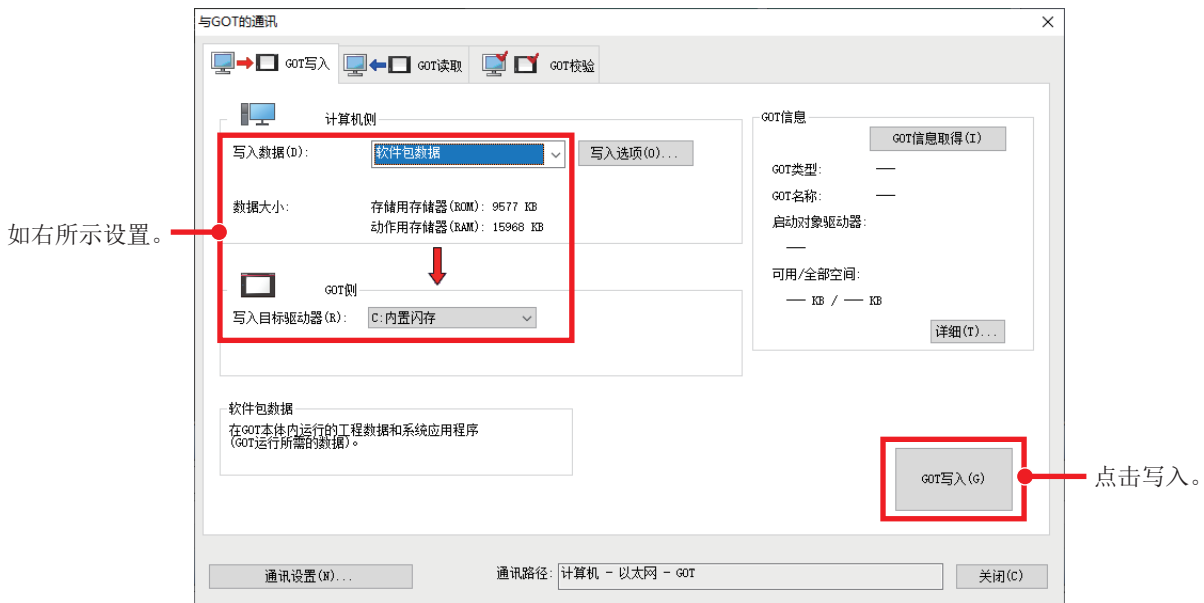 与GOT的通讯
GOT写入
GOT读取
GOT校验
计算机侧
写入数据(D):
软件包数据
写入选项(O)...
数据大小:
存储用存储器(ROM): 9577 KB
动作用存储器(RAM): 15968 KB
如右所示设置。
GOT侧
写入目标驱动器(R):
C:内置闪存
GOT信息
GOT信息取得(I)
GOT类型: ──
GOT名称: ──
启动对象驱动器:
──
可用/全部空间:
── KB / ── KB
详细(T)...
软件包数据
在GOT本体内运行的工程数据和系统应用程序
(GOT运行所需的数据)。
GOT写入(G)
点击写入。
通讯设置(N)...
通讯路径:
计算机 - 以太网 - GOT
关闭(C)